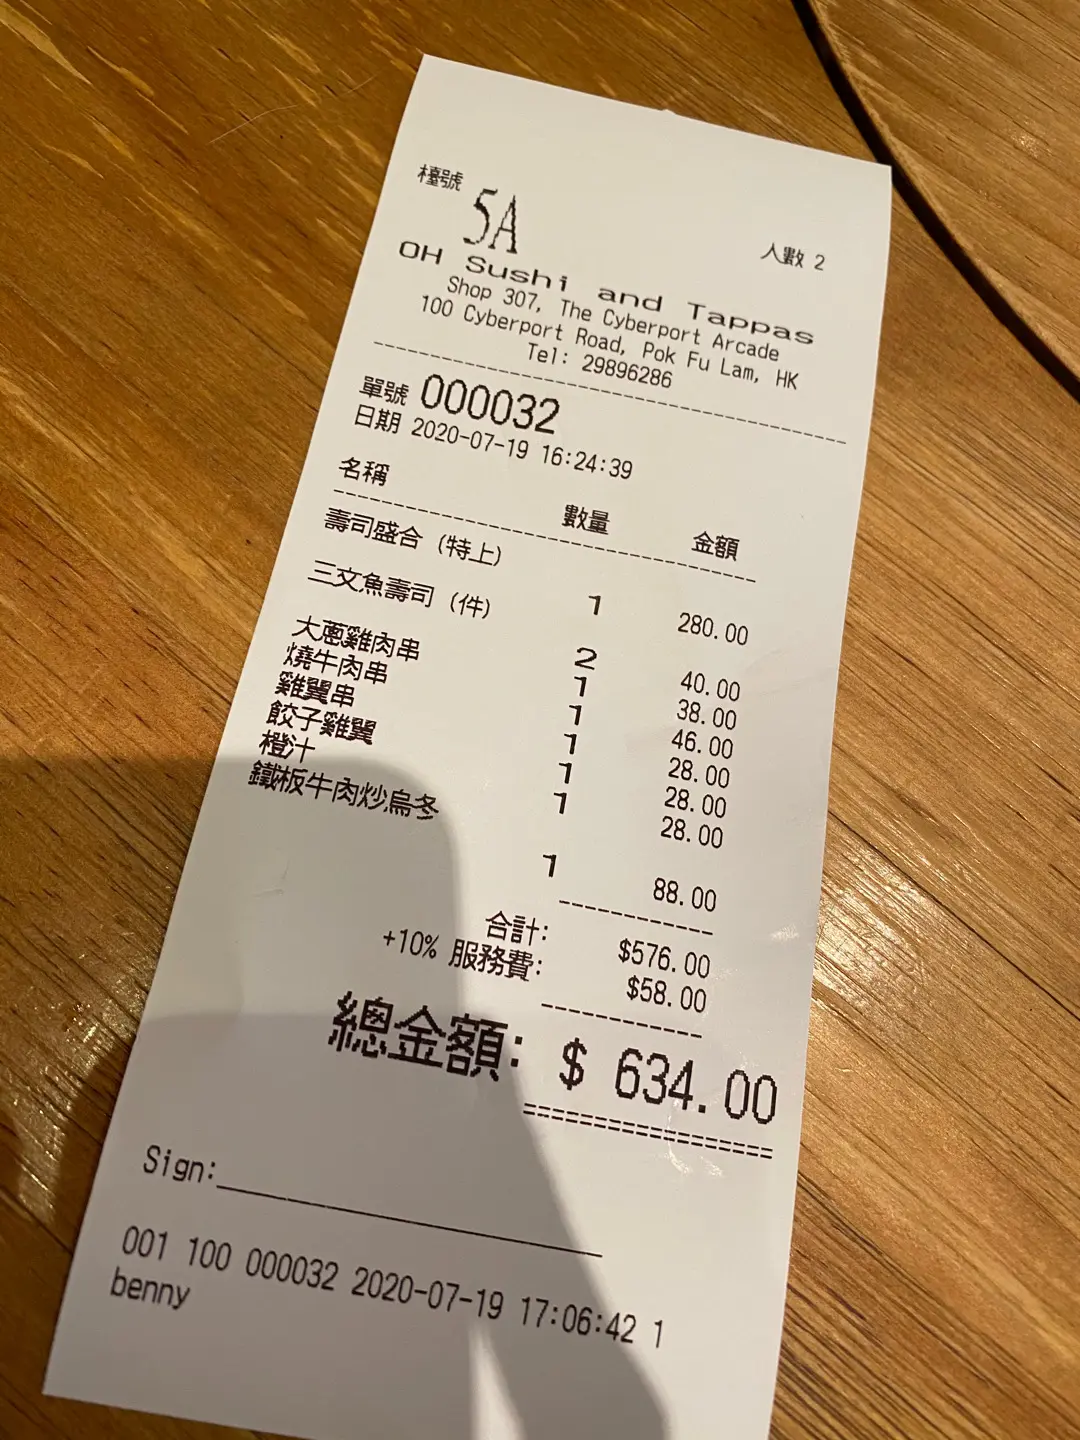 檯號 5A 人數 2
OH Sushi and Tappas
Shop 307, The Cyberport Arcade
100 Cyberport Road, Pok Fu Lam, HK
Tel: 29896286
單號 000032
日期 2020-07-19 16:24:39
名稱 數量 金額
壽司盛合 (特上)
1 280.00
三文魚壽司 (件)
2 40.00
大蔥雞肉串 1 38.00
燒牛肉串 1 46.00
雞翼串 1 28.00
餃子雞翼 1 28.00
橙汁 1 28.00
鐵板牛肉炒烏冬
1 88.00
合計: $576.00
+10% 服務費: $58.00
總金額: $ 634.00
Sign:
001 100 000032 2020-07-19 17:06:42 1
benny